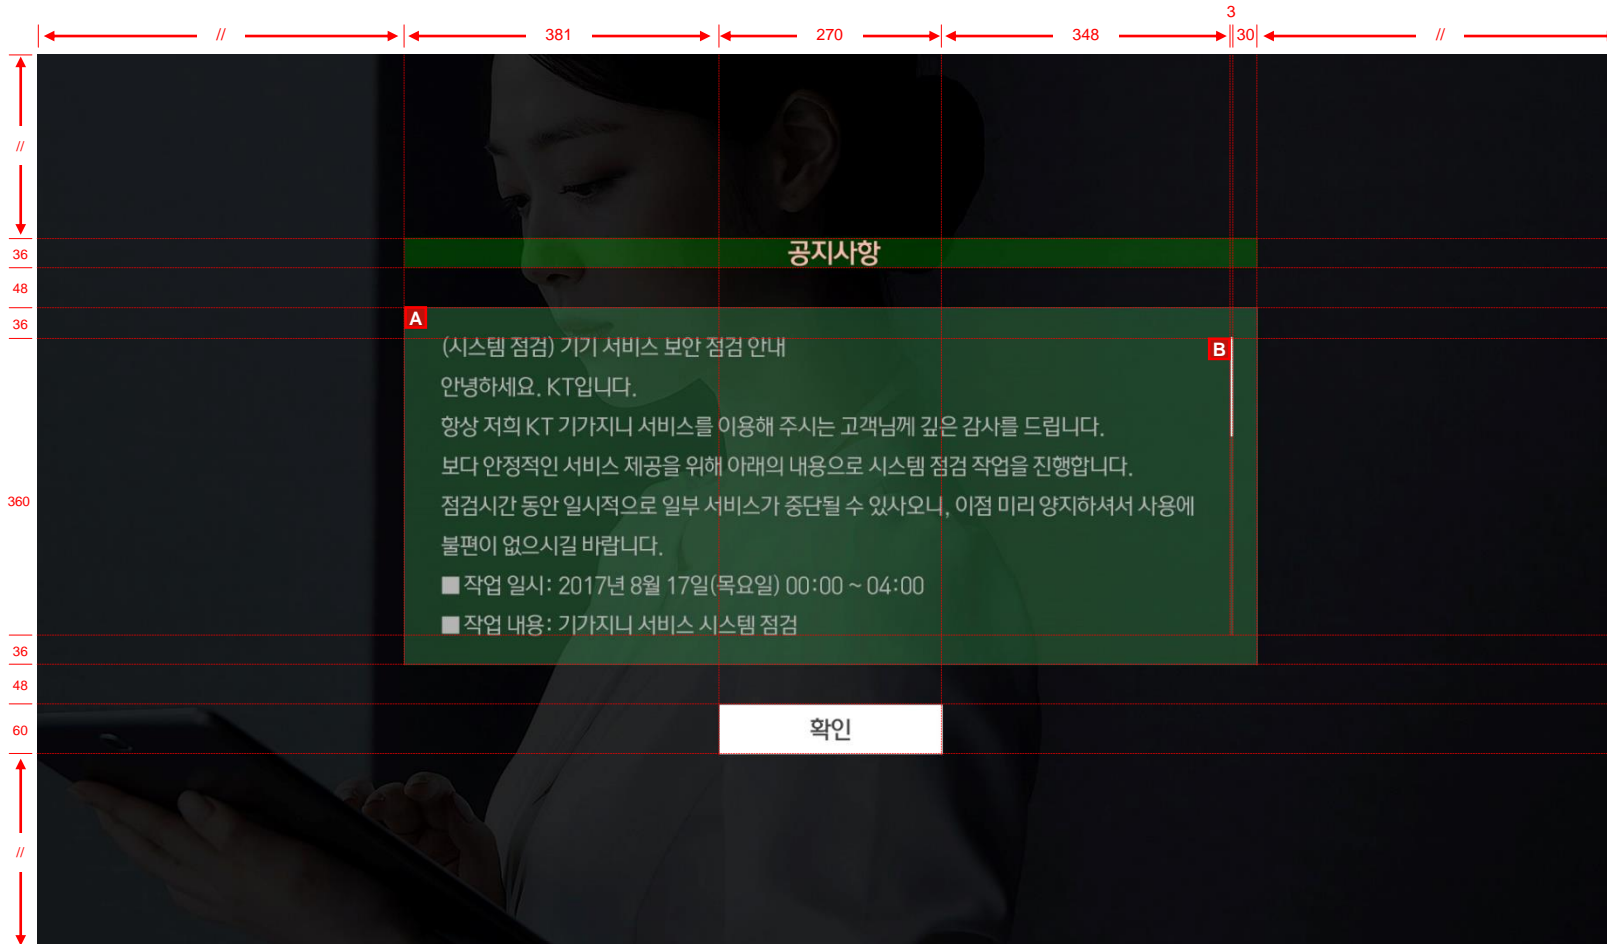 3
// 381 270 348 30 //
//
36
48
36
360
36
48
60
//
공지사항
A
B
(시스템 점검) 기기 서비스 보안 점검 안내
안녕하세요. KT입니다.
항상 저희 KT 기가지니 서비스를 이용해 주시는 고객님께 깊은 감사를 드립니다.
보다 안정적인 서비스 제공을 위해 아래의 내용으로 시스템 점검 작업을 진행합니다.
점검시간 동안 일시적으로 일부 서비스가 중단될 수 있사오니, 이점 미리 양지하셔서 사용에
불편이 없으시길 바랍니다.
■ 작업 일시: 2017년 8월 17일(목요일) 00:00 ~ 04:00
■ 작업 내용: 기가지니 서비스 시스템 점검
확인